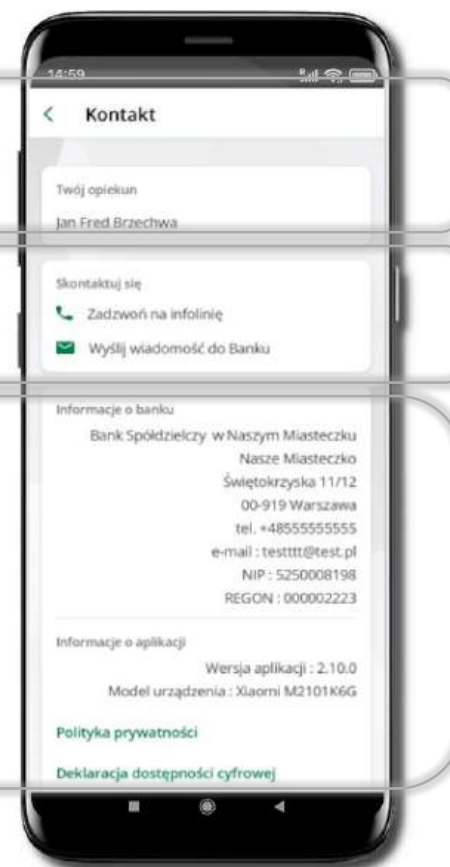 14:59
Kontakt
Twój opiekun
Jan Fred Brzechwa
Skontaktuj się
Zadzwoń na infolinię
Wyślij wiadomość do Banku
Informacje o banku
Bank Spółdzielczy w Naszym Miasteczku
Nasze Miasteczko
Świętokrzyska 11/12
00-919 Warszawa
tel. +48555555555
e-mail : testttt@test.pl
NIP : 5250008198
REGON : 000002223
Informacje o aplikacji
Wersja aplikacji : 2.10.0
Model urządzenia : Xiaomi M2101K6G
Polityka prywatności
Deklaracja dostępności cyfrowej